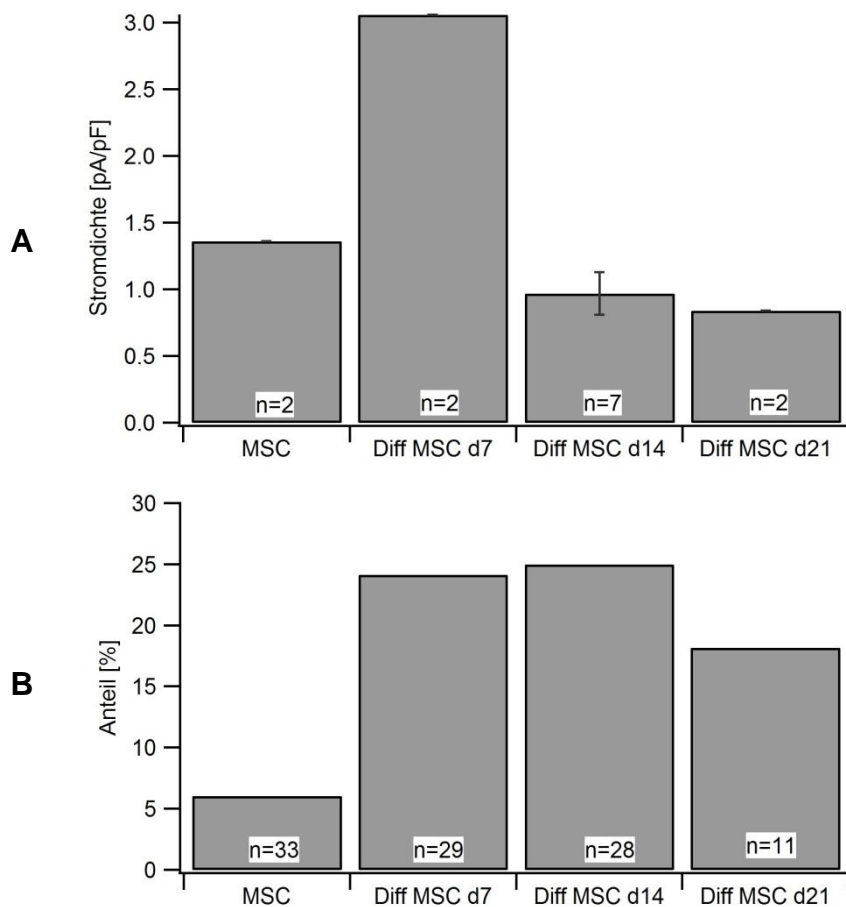 A
Stromdichte [pA/pF]
3.0
2.5
2.0
1.5
1.0
0.5
0.0
n=2
n=2
n=7
n=2
MSC
Diff MSC d7
Diff MSC d14
Diff MSC d21
B
Anteil [%]
30
25
20
15
10
5
0
n=33
n=29
n=28
n=11
MSC
Diff MSC d7
Diff MSC d14
Diff MSC d21